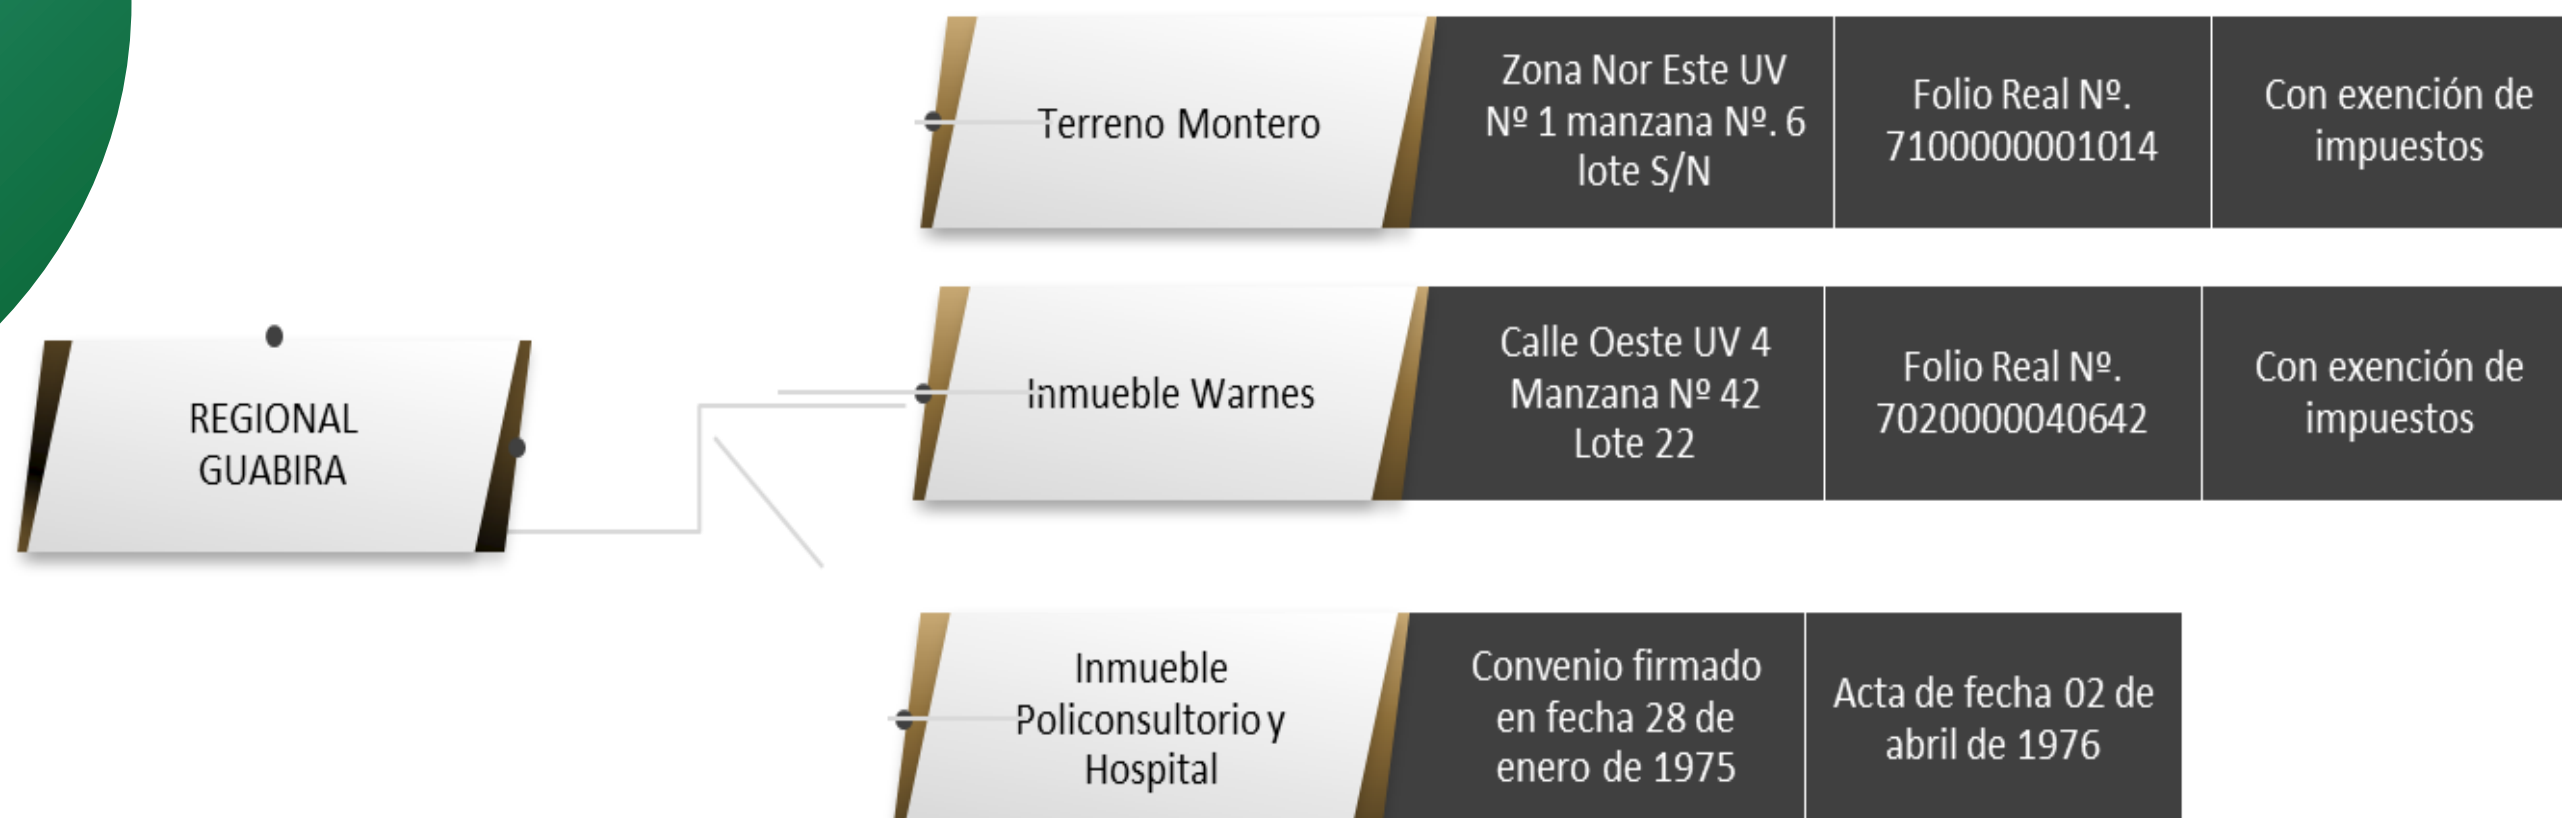 REGIONAL
GUABIRA
Terreno Montero
Zona Nor Este UV
Nº 1 manzana Nº. 6
lote S/N
Folio Real Nº.
7100000001014
Con exención de
impuestos
Inmueble Warnes
Calle Oeste UV 4
Manzana Nº 42
Lote 22
Folio Real Nº.
7020000040642
Con exención de
impuestos
Inmueble
Policonsultorio y
Hospital
Convenio firmado
en fecha 28 de
enero de 1975
Acta de fecha 02 de
abril de 1976